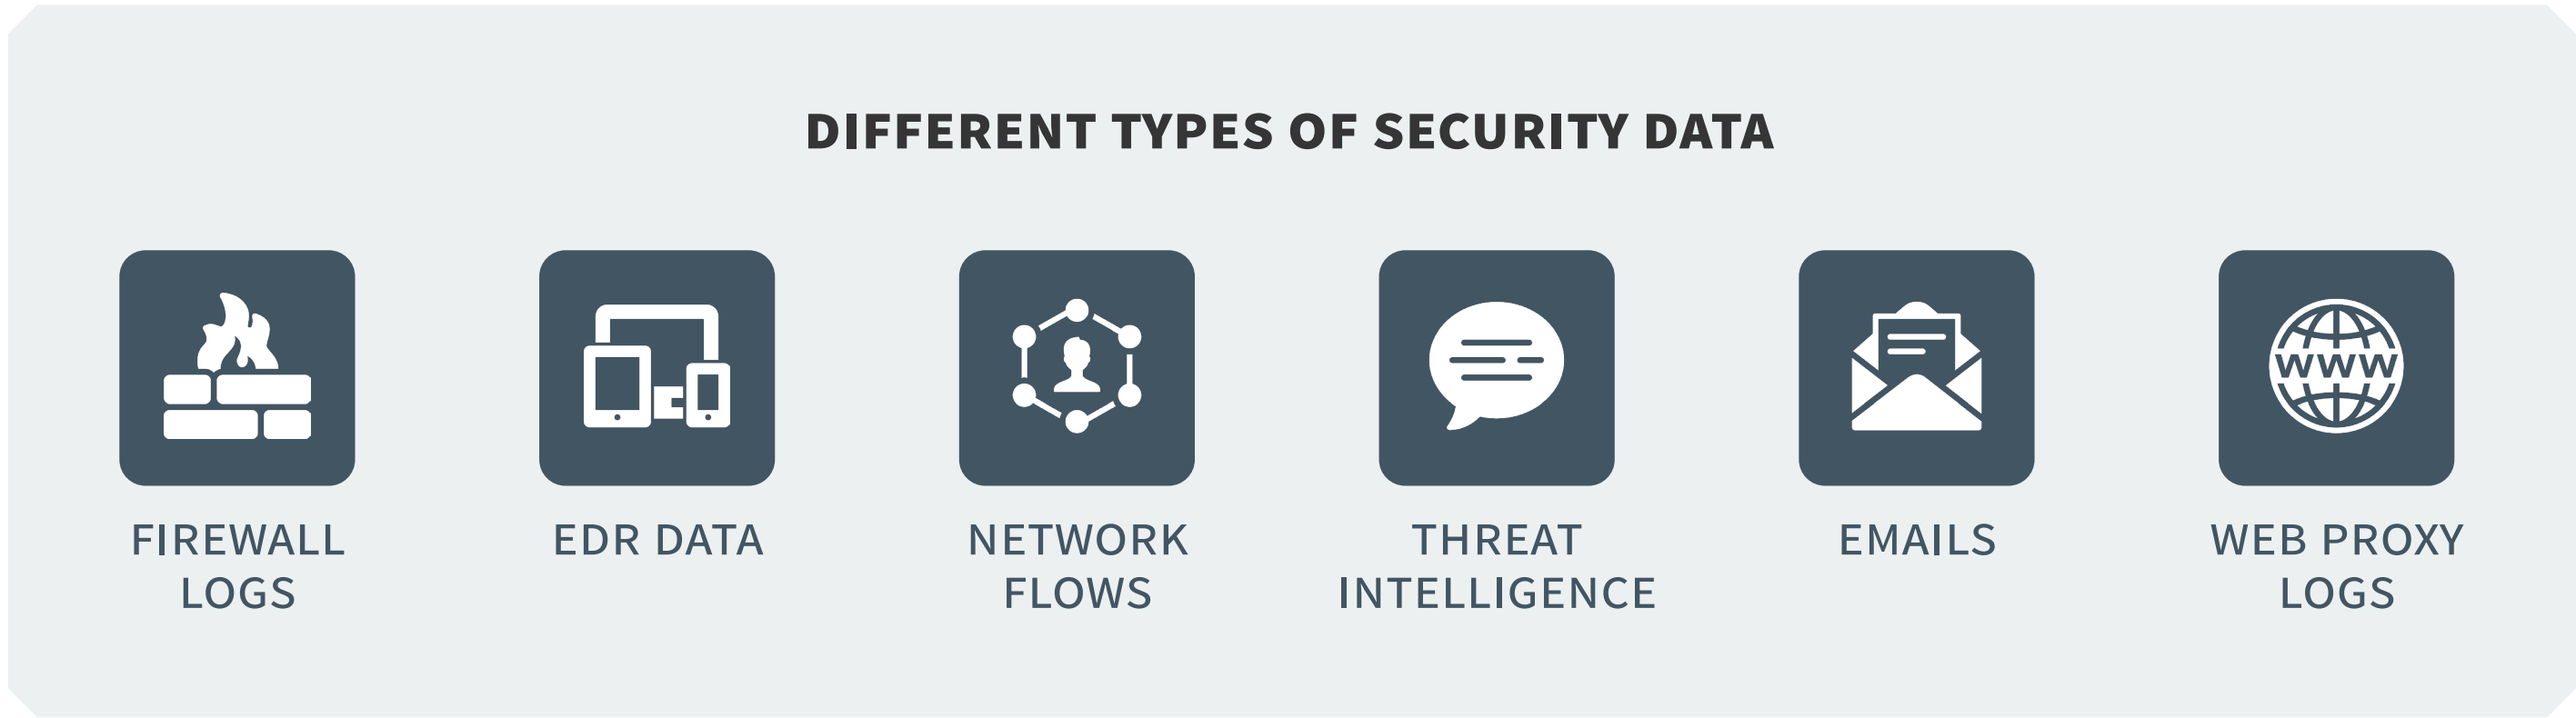 DIFFERENT TYPES OF SECURITY DATA
FIREWALL
LOGS
EDR DATA
NETWORK
FLOWS
THREAT
INTELLIGENCE
EMAILS
WWW
WEB PROXY
LOGS